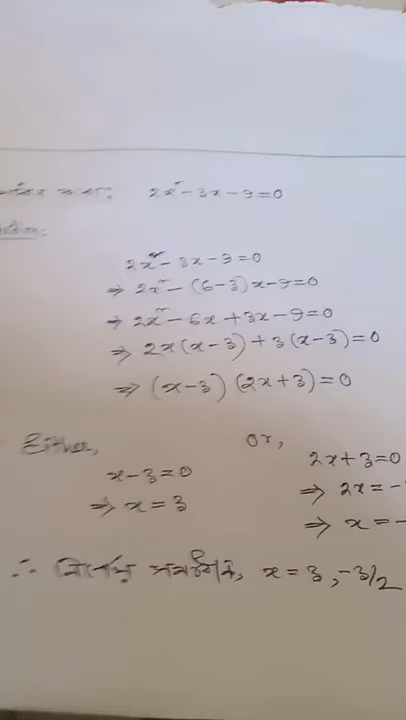 2x² - 3x - 9 = 0
2x² - 3x - 9 = 0
⇒ 2x² - (6-3)x - 9 = 0
⇒ 2x² - 6x + 3x - 9 = 0
⇒ 2x(x-3) + 3(x-3) = 0
⇒ (x-3) (2x+3) = 0
Either, or,
x - 3 = 0 2x + 3 = 0
⇒ x = 3 ⇒ 2x = -
⇒ x = -
∴ নির্ণেয় সমাধান, x = 3, -3/2